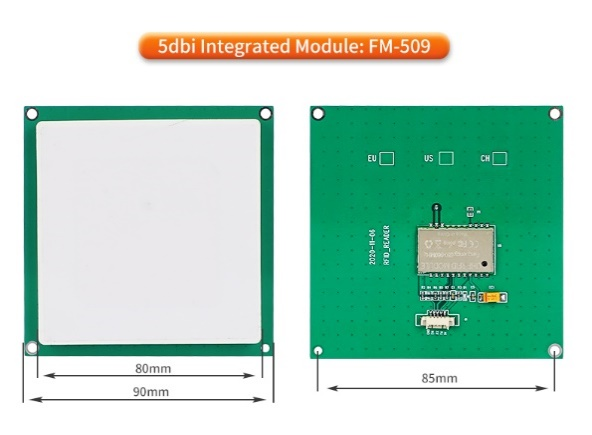 5dbi Integrated Module: FM-509
EU
US
CH
2020-11-06
RFID_READER
80mm
90mm
85mm